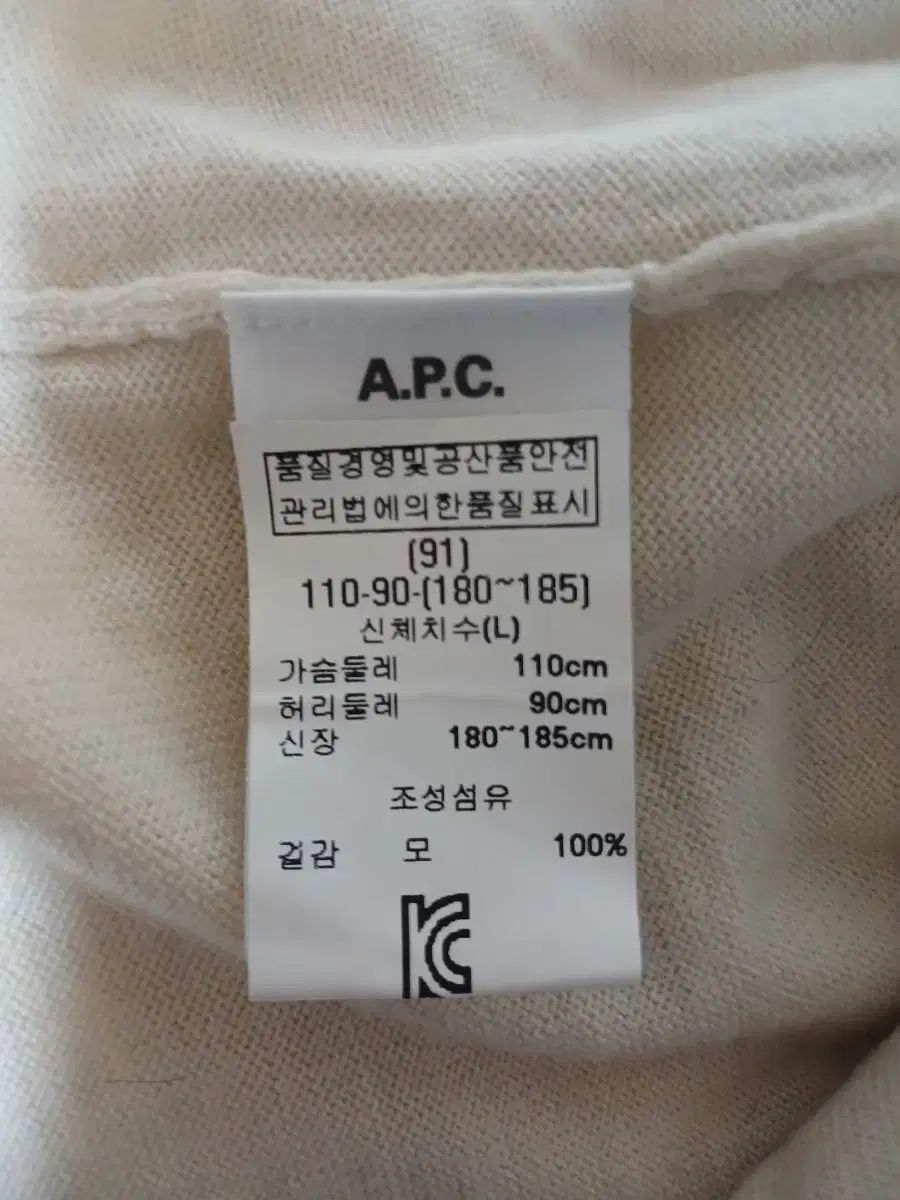 A.P.C.
품질경영및공산품안전
관리법에의한품질표시
(91)
110-90-(180~185)
신체치수(L)
가슴둘레 110cm
허리둘레 90cm
신장 180~185cm
조성섬유
겉감 모 100%
KC